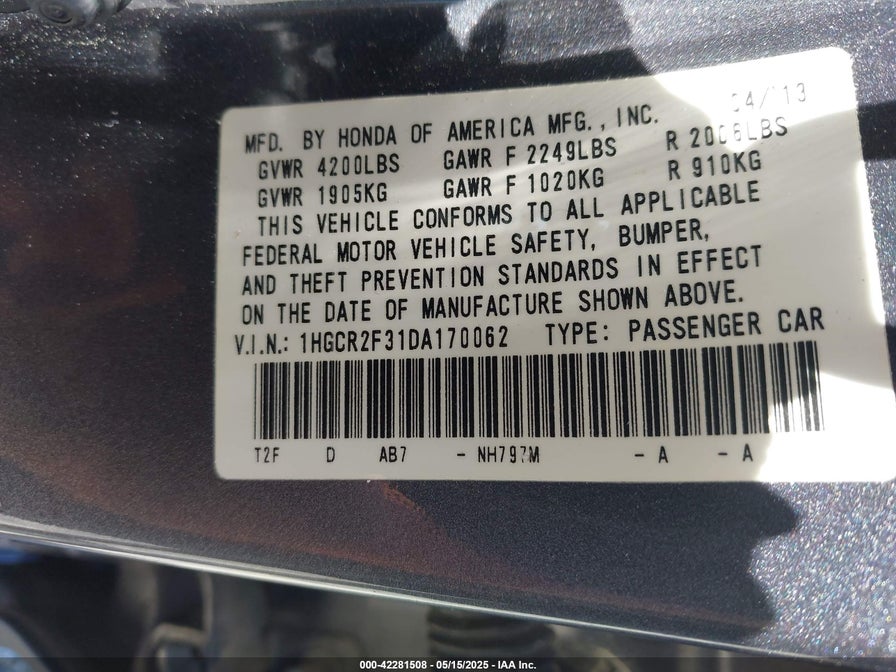 04/13
MFD. BY HONDA OF AMERICA MFG., INC.
GVWR 4200LBS GAWR F 2249LBS R 2006LBS
GVWR 1905KG GAWR F 1020KG R 910KG
THIS VEHICLE CONFORMS TO ALL APPLICABLE
FEDERAL MOTOR VEHICLE SAFETY, BUMPER,
AND THEFT PREVENTION STANDARDS IN EFFECT
ON THE DATE OF MANUFACTURE SHOWN ABOVE.
V.I.N.: 1HGCR2F31DA170062 TYPE: PASSENGER CAR
T2F D AB7 - NH797M - A - A
000-42281508 - 05/15/2025 - IAA Inc.